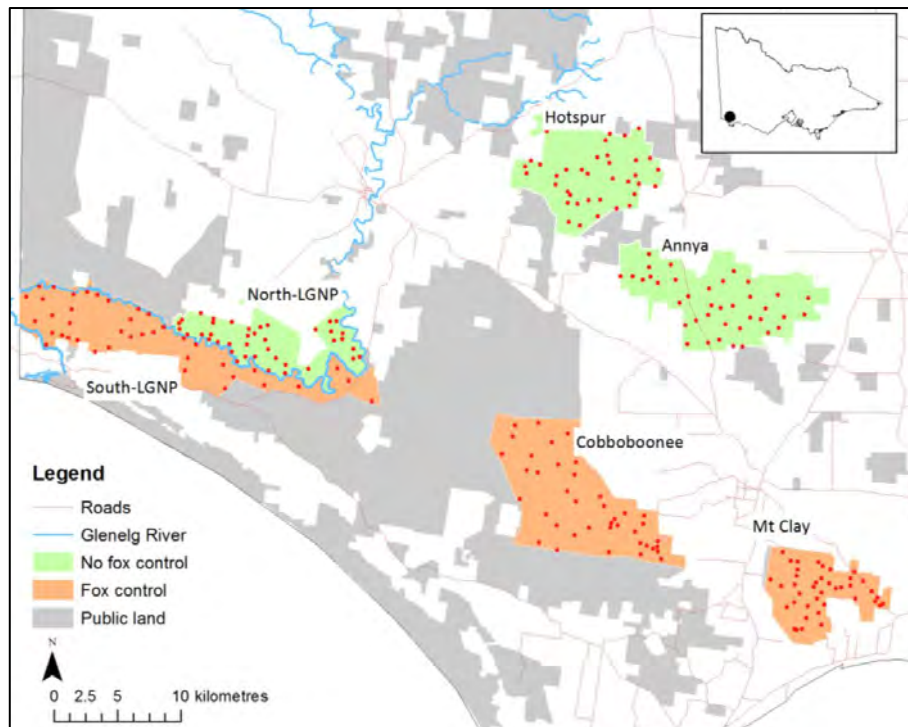 Hotspur
Annya
North-LGNP
South-LGNP
Cobboboonee
Mt Clay
Legend
Roads
Glenelg River
No fox control
Fox control
Public land
N
0 2.5 5 10 kilometres